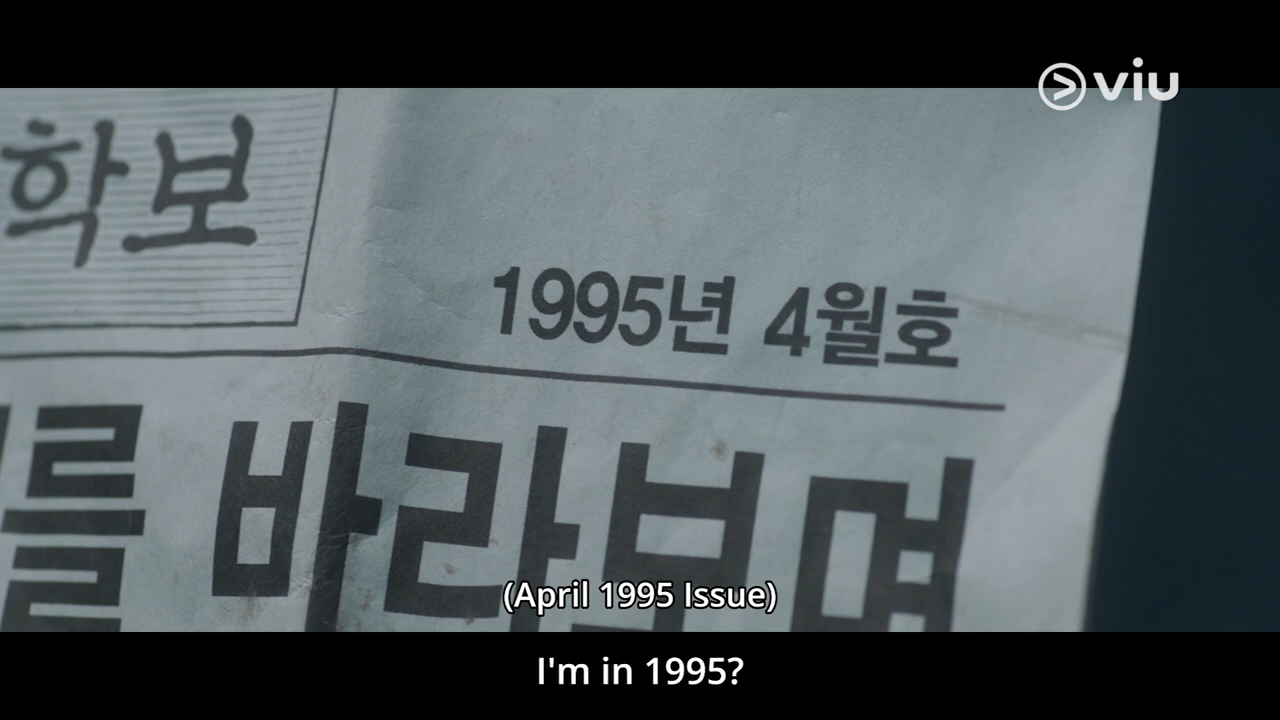 viu
학보
1995년 4월호
를 바라보며
(April 1995 Issue)
I'm in 1995?